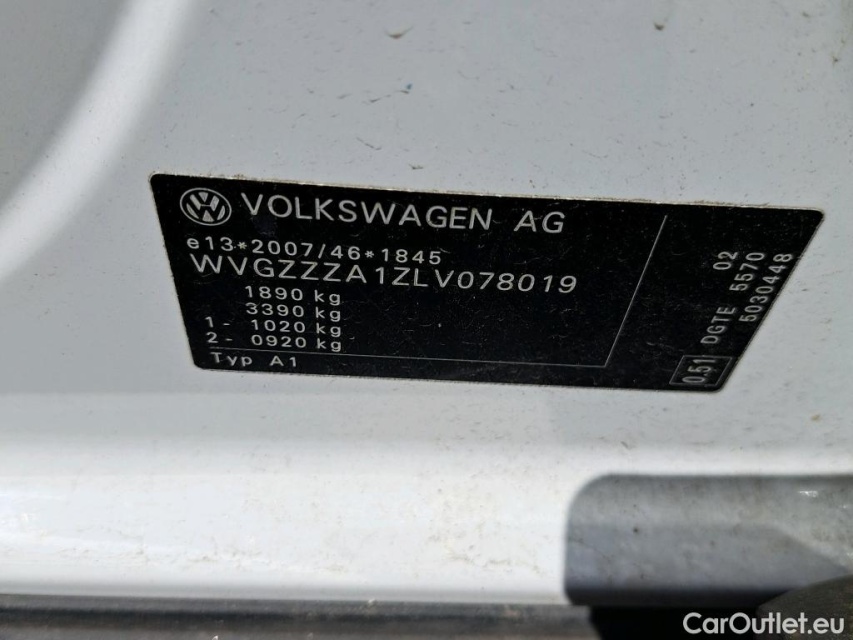 VOLKSWAGEN AG
e13*2007/46*1845
WVGZZZA1ZLV078019
1890 kg
3390 kg
1- 1020 kg
2- 0920 kg
Typ A1
02
DGTE 5570
5030448
0.51
CarOutlet.eu